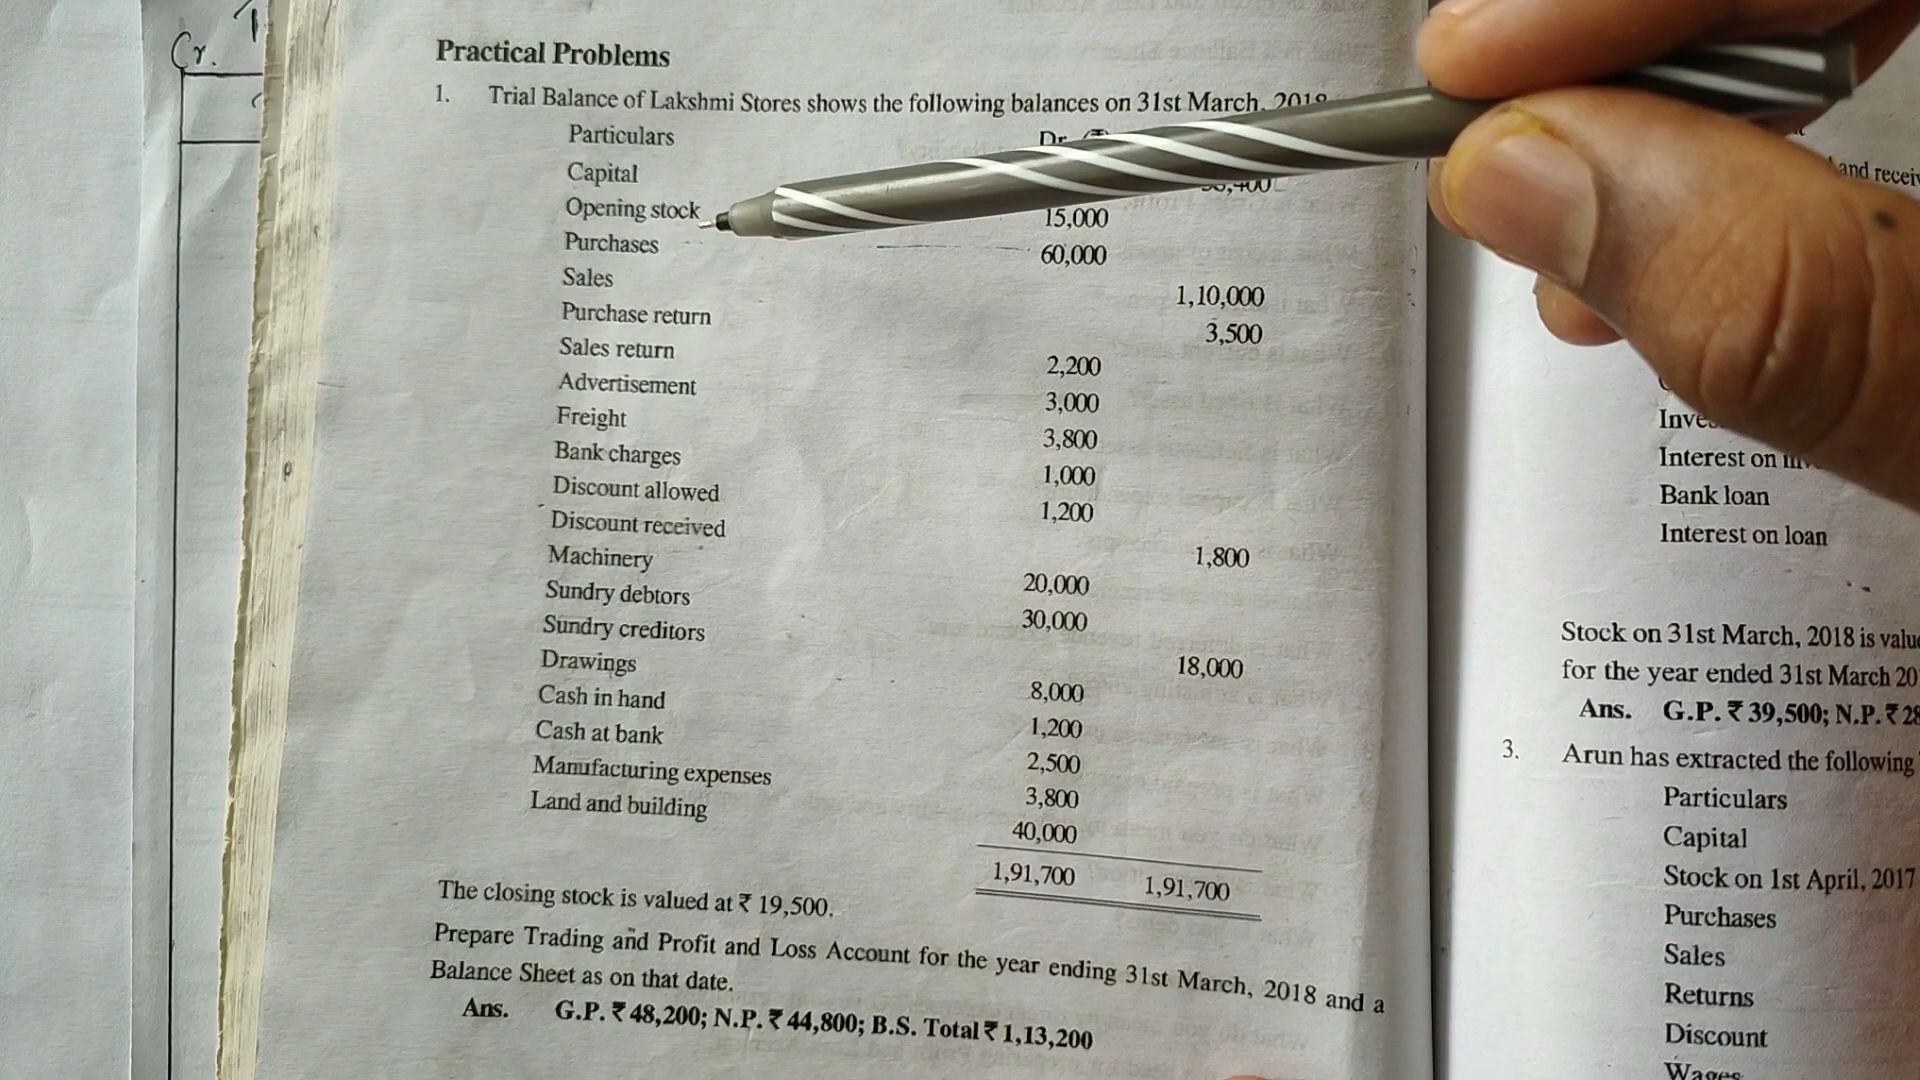 Cr.
Practical Problems
1. Trial Balance of Lakshmi Stores shows the following balances on 31st March, 2018
Particulars Dr. (₹)
Capital
Opening stock 15,000
Purchases 60,000
Sales 1,10,000
Purchase return 3,500
Sales return 2,200
Advertisement 3,000
Freight 3,800
Bank charges 1,000
Discount allowed 1,200
Discount received 1,800
Machinery 20,000
Sundry debtors 30,000
Sundry creditors 18,000
Drawings 8,000
Cash in hand 1,200
Cash at bank 2,500
Manufacturing expenses 3,800
Land and building 40,000
1,91,700 1,91,700
The closing stock is valued at ₹ 19,500.
Prepare Trading and Profit and Loss Account for the year ending 31st March, 2018 and a
Balance Sheet as on that date.
Ans. G.P. ₹ 48,200; N.P. ₹ 44,800; B.S. Total ₹ 1,13,200
and
Interest on
Bank loan
Interest on loan
Stock on 31st March, 2018 is
for the year ended 31st March
Ans. G.P. ₹ 39,500; N.P. ₹
3. Arun has extracted the following
Particulars
Capital
Stock on 1st April, 2017
Purchases
Sales
Returns
Discount
Wages